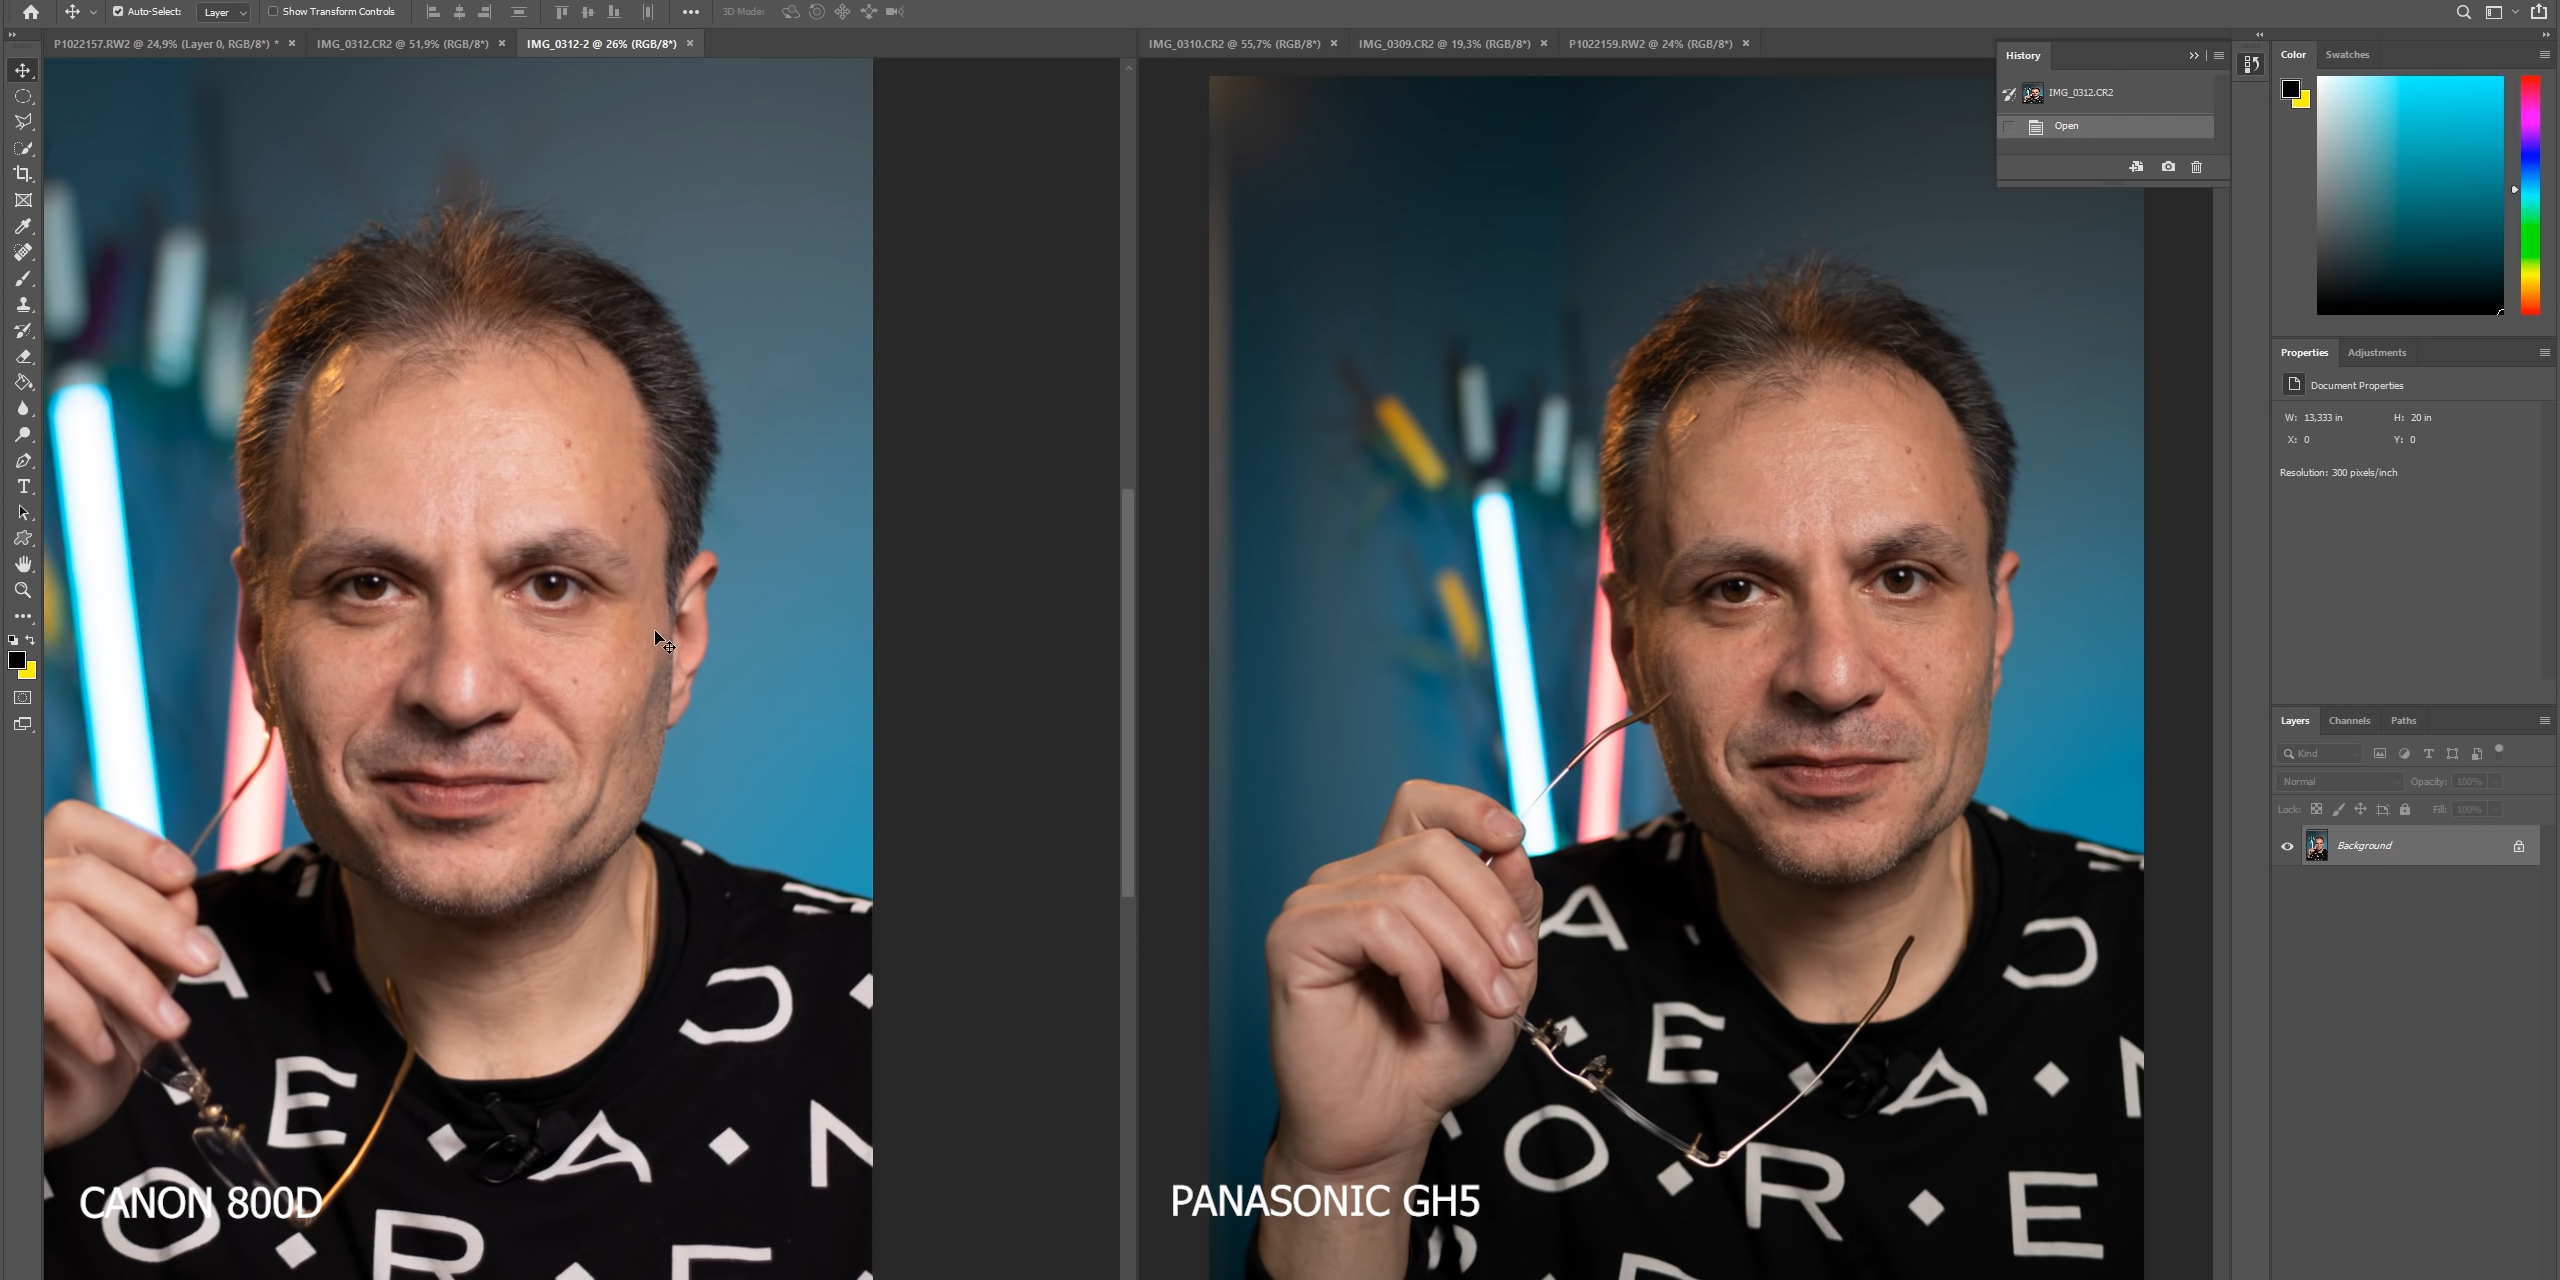 Auto-Select: Layer Show Transform Controls 3D Mode:
P1022157.RW2 @ 24,9% (Layer 0, RGB/8*) * IMG_0312.CR2 @ 51,9% (RGB/8*) IMG_0312-2 @ 26% (RGB/8*) IMG_0310.CR2 @ 55,7% (RGB/8*) IMG_0309.CR2 @ 19,3% (RGB/8*) P1022159.RW2 @ 24% (RGB/8*)
History
IMG_0312.CR2
Open
Color Swatches
Properties Adjustments
Document Properties
W: 13,333 in H: 20 in
X: 0 Y: 0
Resolution: 300 pixels/inch
Layers Channels Paths
Kind
Normal Opacity: 100%
Lock: Fill: 100%
Background
CANON 800D
PANASONIC GH5